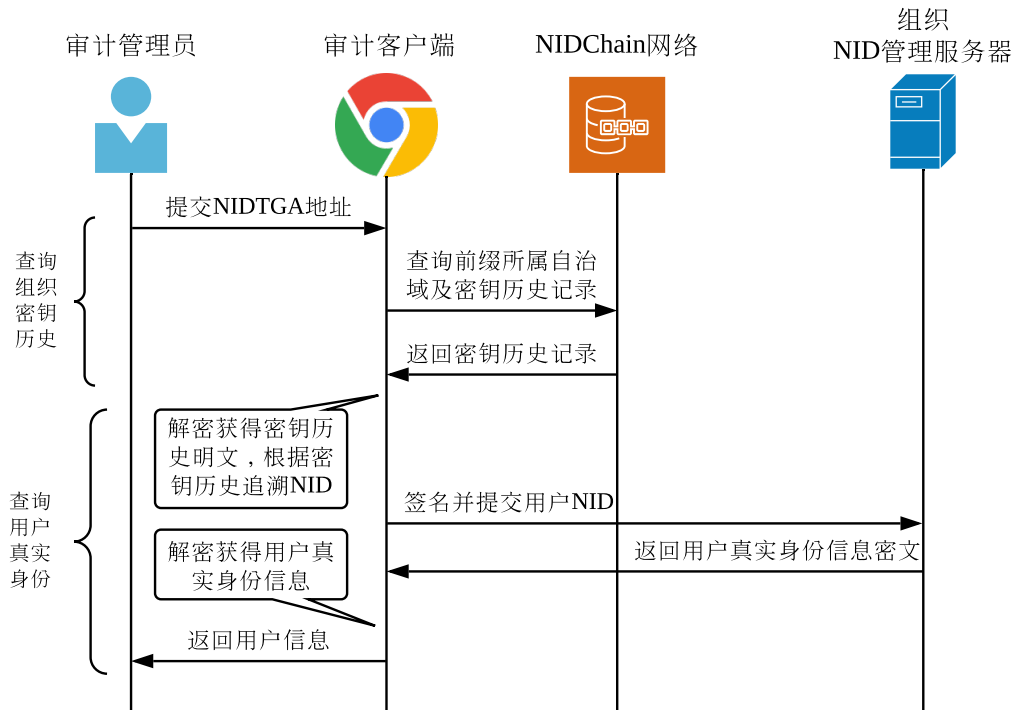 审计管理员
审计客户端
NIDChain网络
组织
NID管理服务器
提交NIDTGA地址
查询
组织
密钥
历史
查询前缀所属自治
域及密钥历史记录
返回密钥历史记录
解密获得密钥历
史明文，根据密
钥历史追溯NID
签名并提交用户NID
查询
用户
真实
身份
解密获得用户真
实身份信息
返回用户真实身份信息密文
返回用户信息